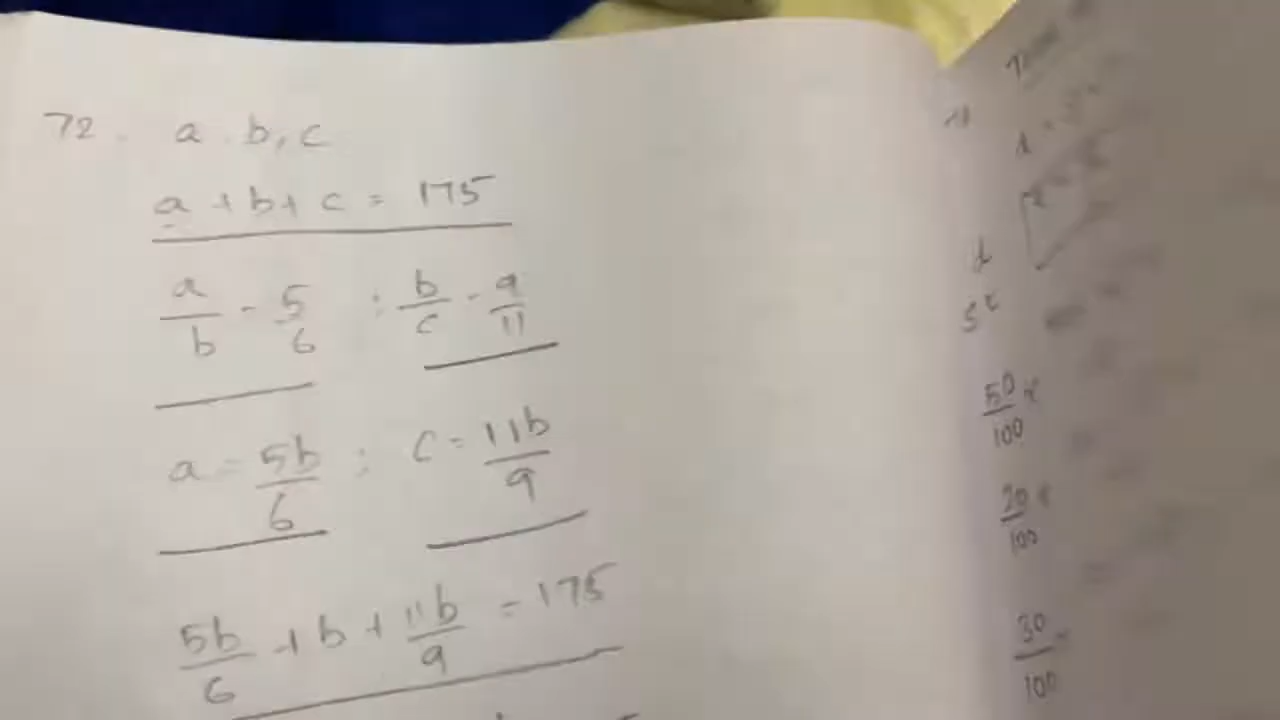 72. a. b, c
a + b + c = 175
a/b = 5/6 ; b/c = 9/11
a = 5b/6 ; c = 11b/9
5b/6 + b + 11b/9 = 175
50/100
20/100
30/100